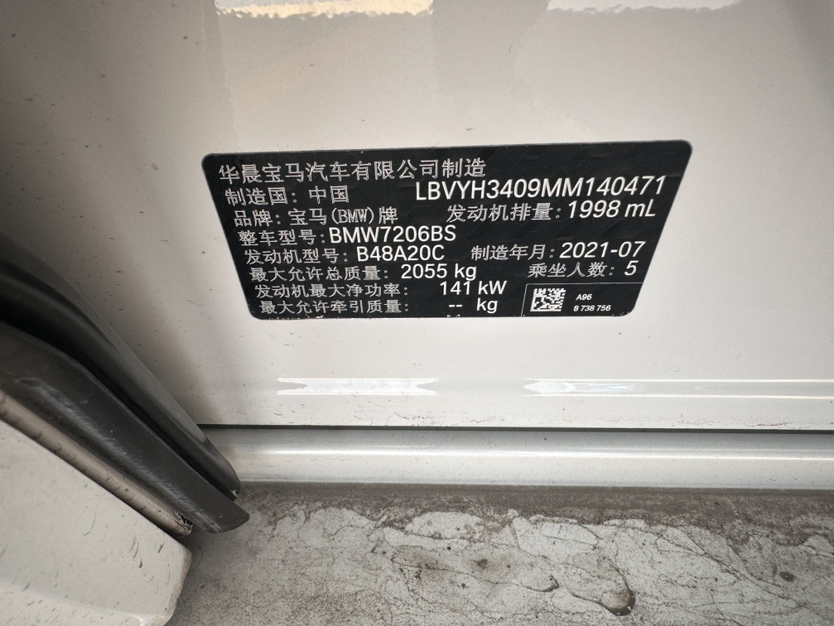 华晨宝马汽车有限公司制造
制造国：中国 LBVYH3409MM140471
品牌：宝马(BMW)牌 发动机排量：1998 mL
整车型号：BMW7206BS
发动机型号：B48A20C 制造年月：2021-07
最大允许总质量： 2055 kg 乘坐人数：5
发动机最大净功率： 141 kW
最大允许牵引质量： -- kg
A96
8 738 756